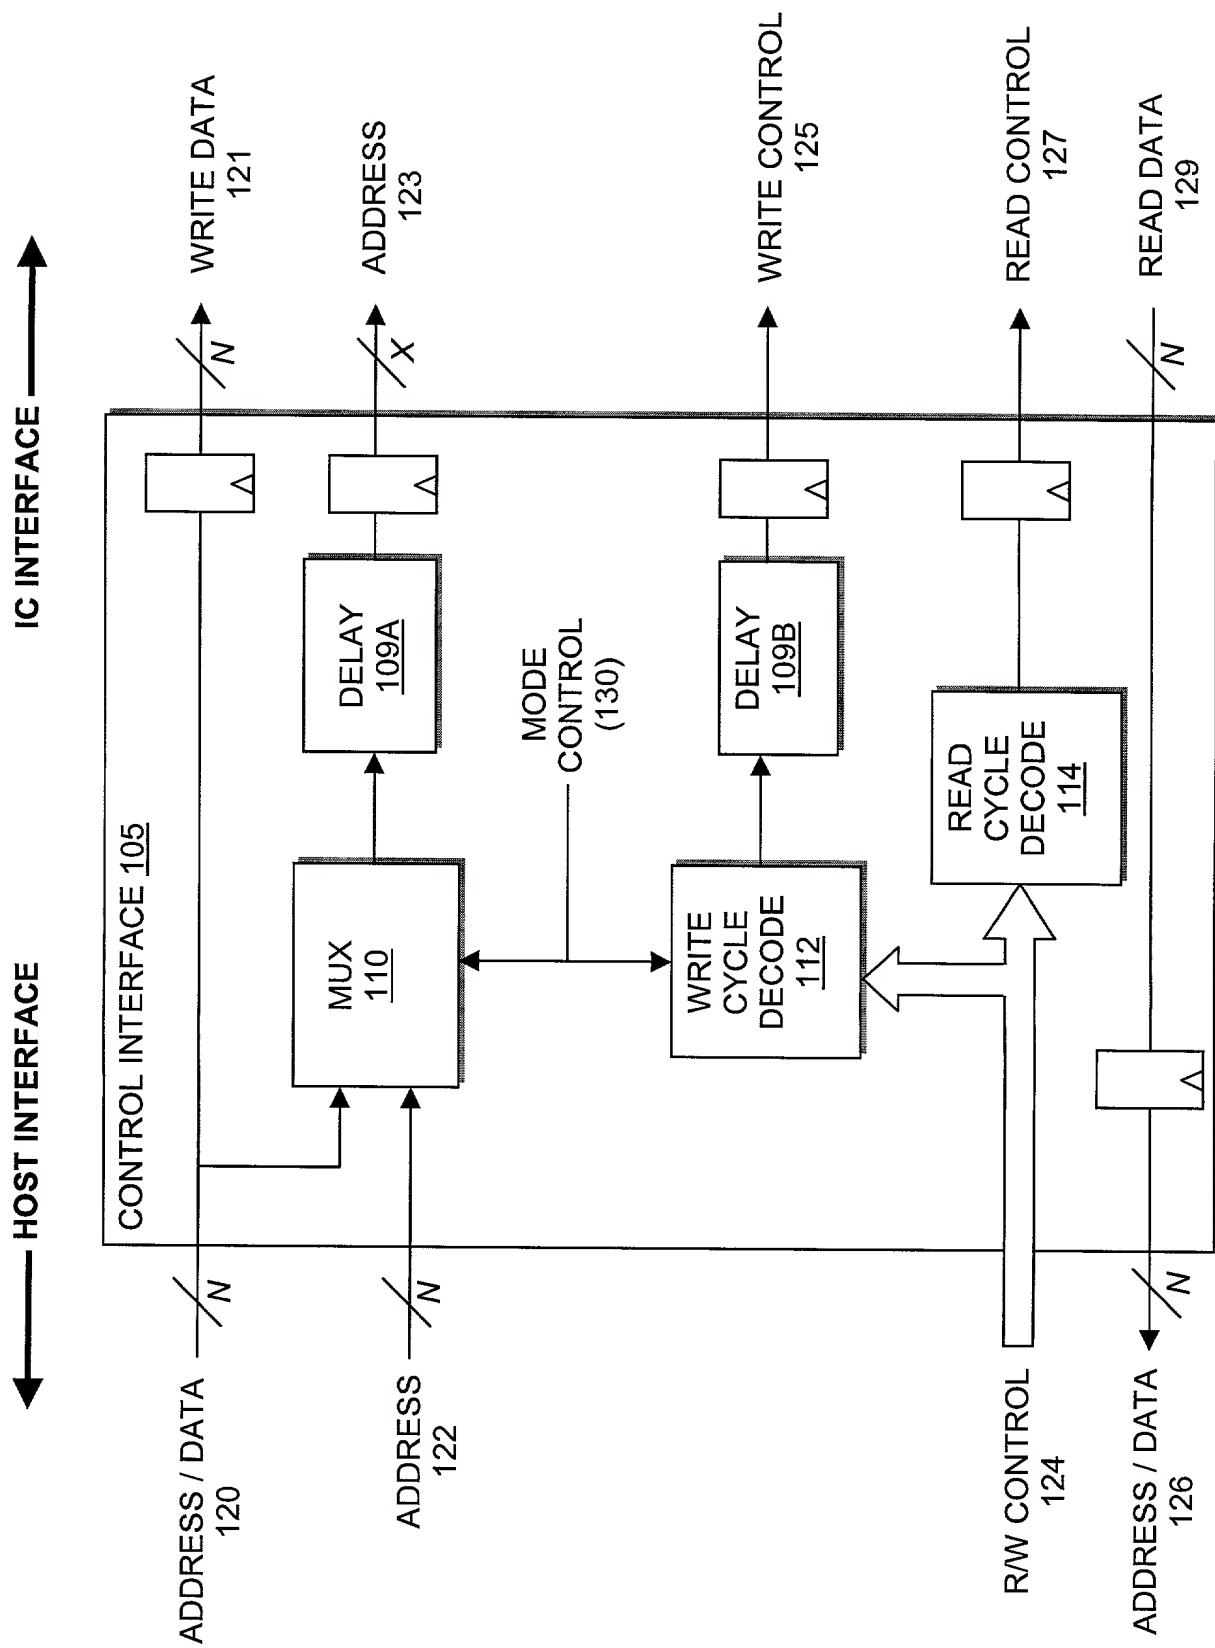 HOST INTERFACE
IC INTERFACE
CONTROL INTERFACE 105
ADDRESS / DATA
120
N
N
WRITE DATA
121
ADDRESS
122
N
MUX
110
DELAY
109A
X
ADDRESS
123
MODE
CONTROL
(130)
WRITE
CYCLE
DECODE
112
DELAY
109B
WRITE CONTROL
125
R/W CONTROL
124
READ
CYCLE
DECODE
114
READ CONTROL
127
ADDRESS / DATA
126
N
N
READ DATA
129